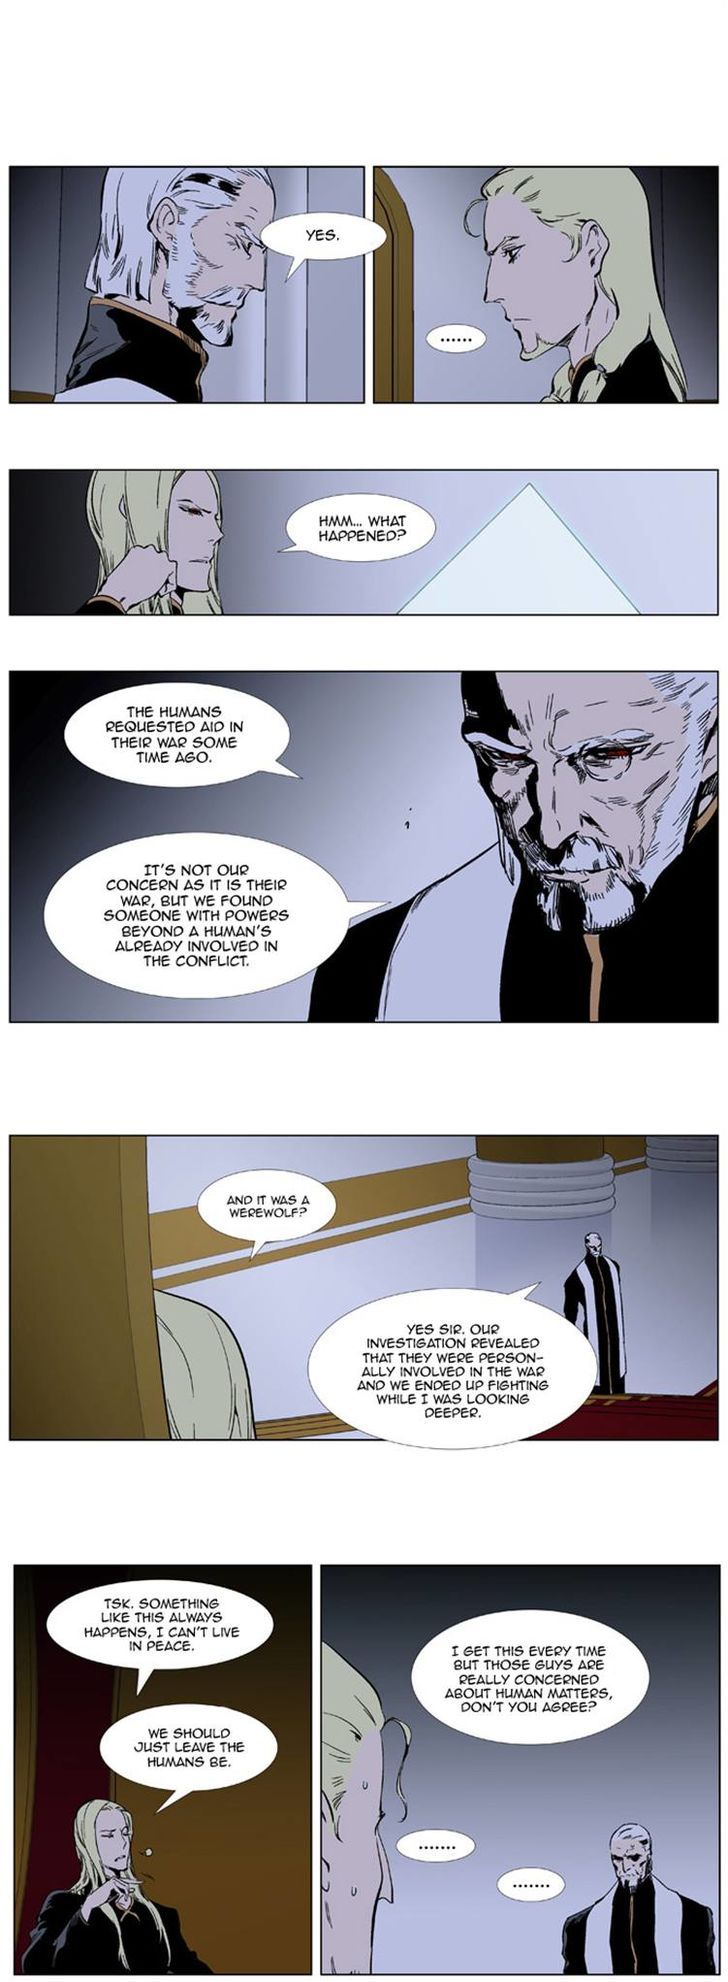 YES.
......
HMM... WHAT
HAPPENED?
THE HUMANS
REQUESTED AID IN
THEIR WAR SOME
TIME AGO.
IT'S NOT OUR
CONCERN AS IT IS THEIR
WAR, BUT WE FOUND
SOMEONE WITH POWERS
BEYOND A HUMAN'S
ALREADY INVOLVED IN
THE CONFLICT.
AND IT WAS A
WEREWOLF?
YES SIR. OUR
INVESTIGATION REVEALED
THAT THEY WERE PERSON-
ALLY INVOLVED IN THE WAR
AND WE ENDED UP FIGHTING
WHILE I WAS LOOKING
DEEPER.
TSK. SOMETHING
LIKE THIS ALWAYS
HAPPENS, I CAN'T LIVE
IN PEACE.
WE SHOULD
JUST LEAVE THE
HUMANS BE.
I GET THIS EVERY TIME
BUT THOSE GUYS ARE
REALLY CONCERNED
ABOUT HUMAN MATTERS,
DON'T YOU AGREE?
.......
.......